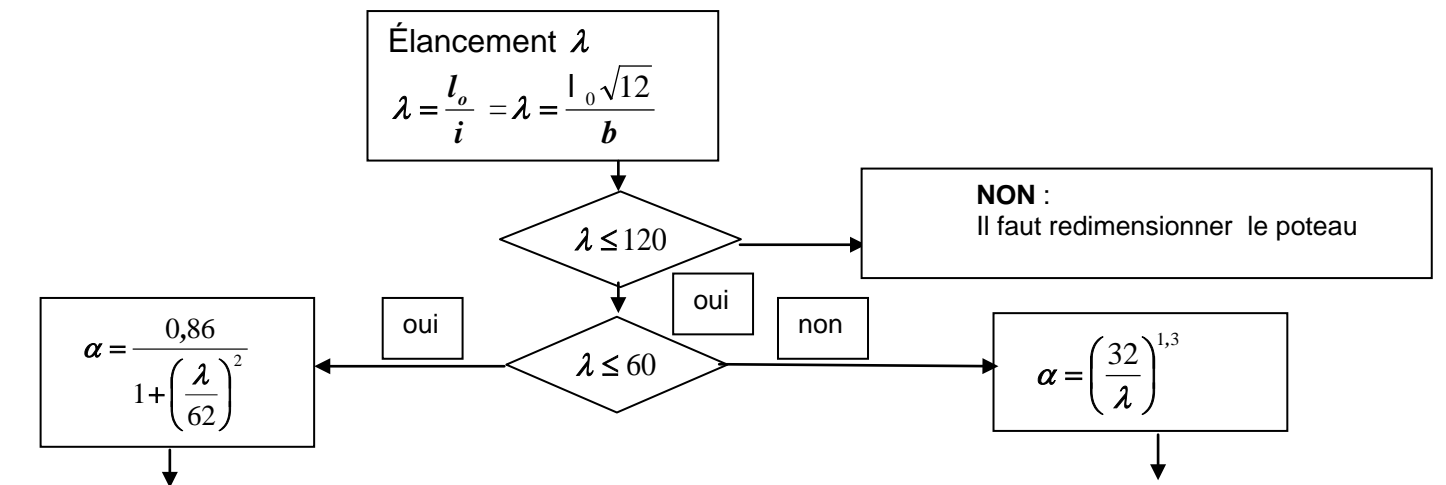 Élancement λ
λ = l_o / i = λ = l_0 √12 / b
NON :
Il faut redimensionner le poteau
λ ≤ 120
oui
oui
non
α = 0,86 / (1 + (λ / 62)^2)
λ ≤ 60
α = (32 / λ)^1,3